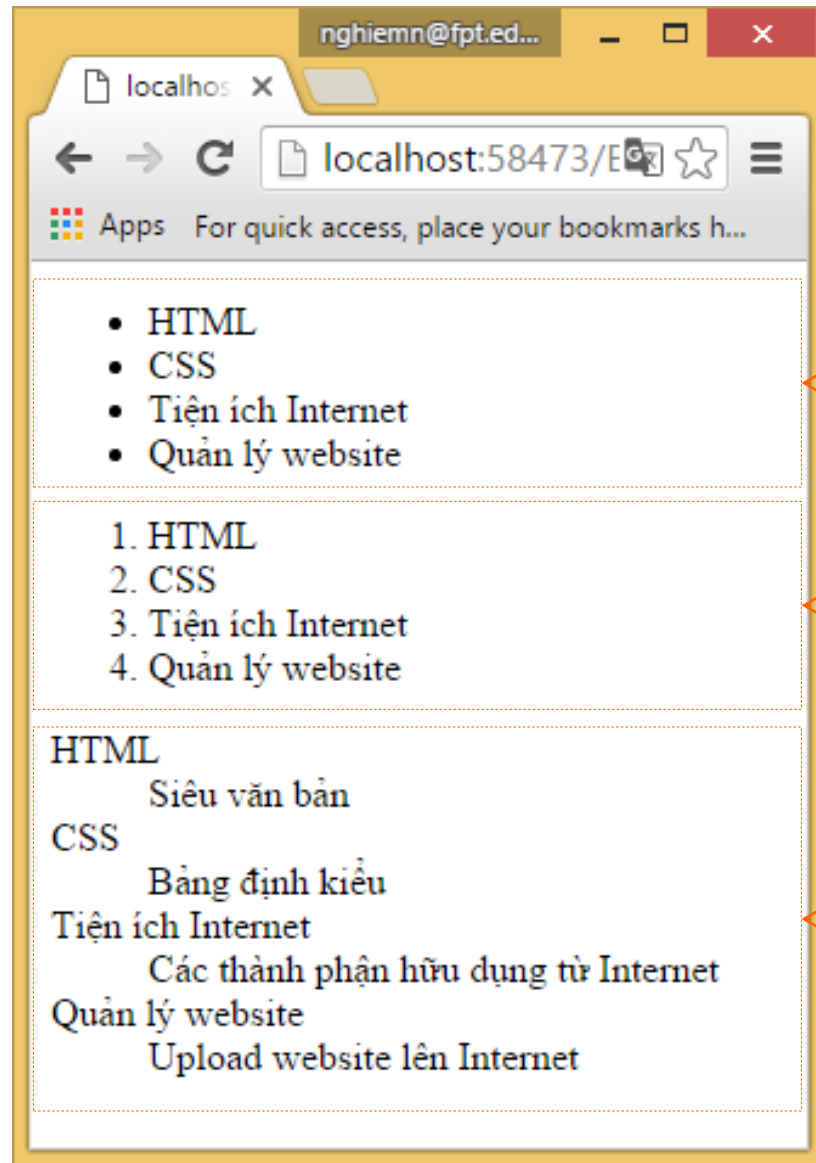 nghiemn@fpt.ed...
localhos
localhost:58473/E
Apps For quick access, place your bookmarks h...
• HTML
• CSS
• Tiện ích Internet
• Quản lý website
1. HTML
2. CSS
3. Tiện ích Internet
4. Quản lý website
HTML
Siêu văn bản
CSS
Bảng định kiểu
Tiện ích Internet
Các thành phận hữu dụng từ Internet
Quản lý website
Upload website lên Internet